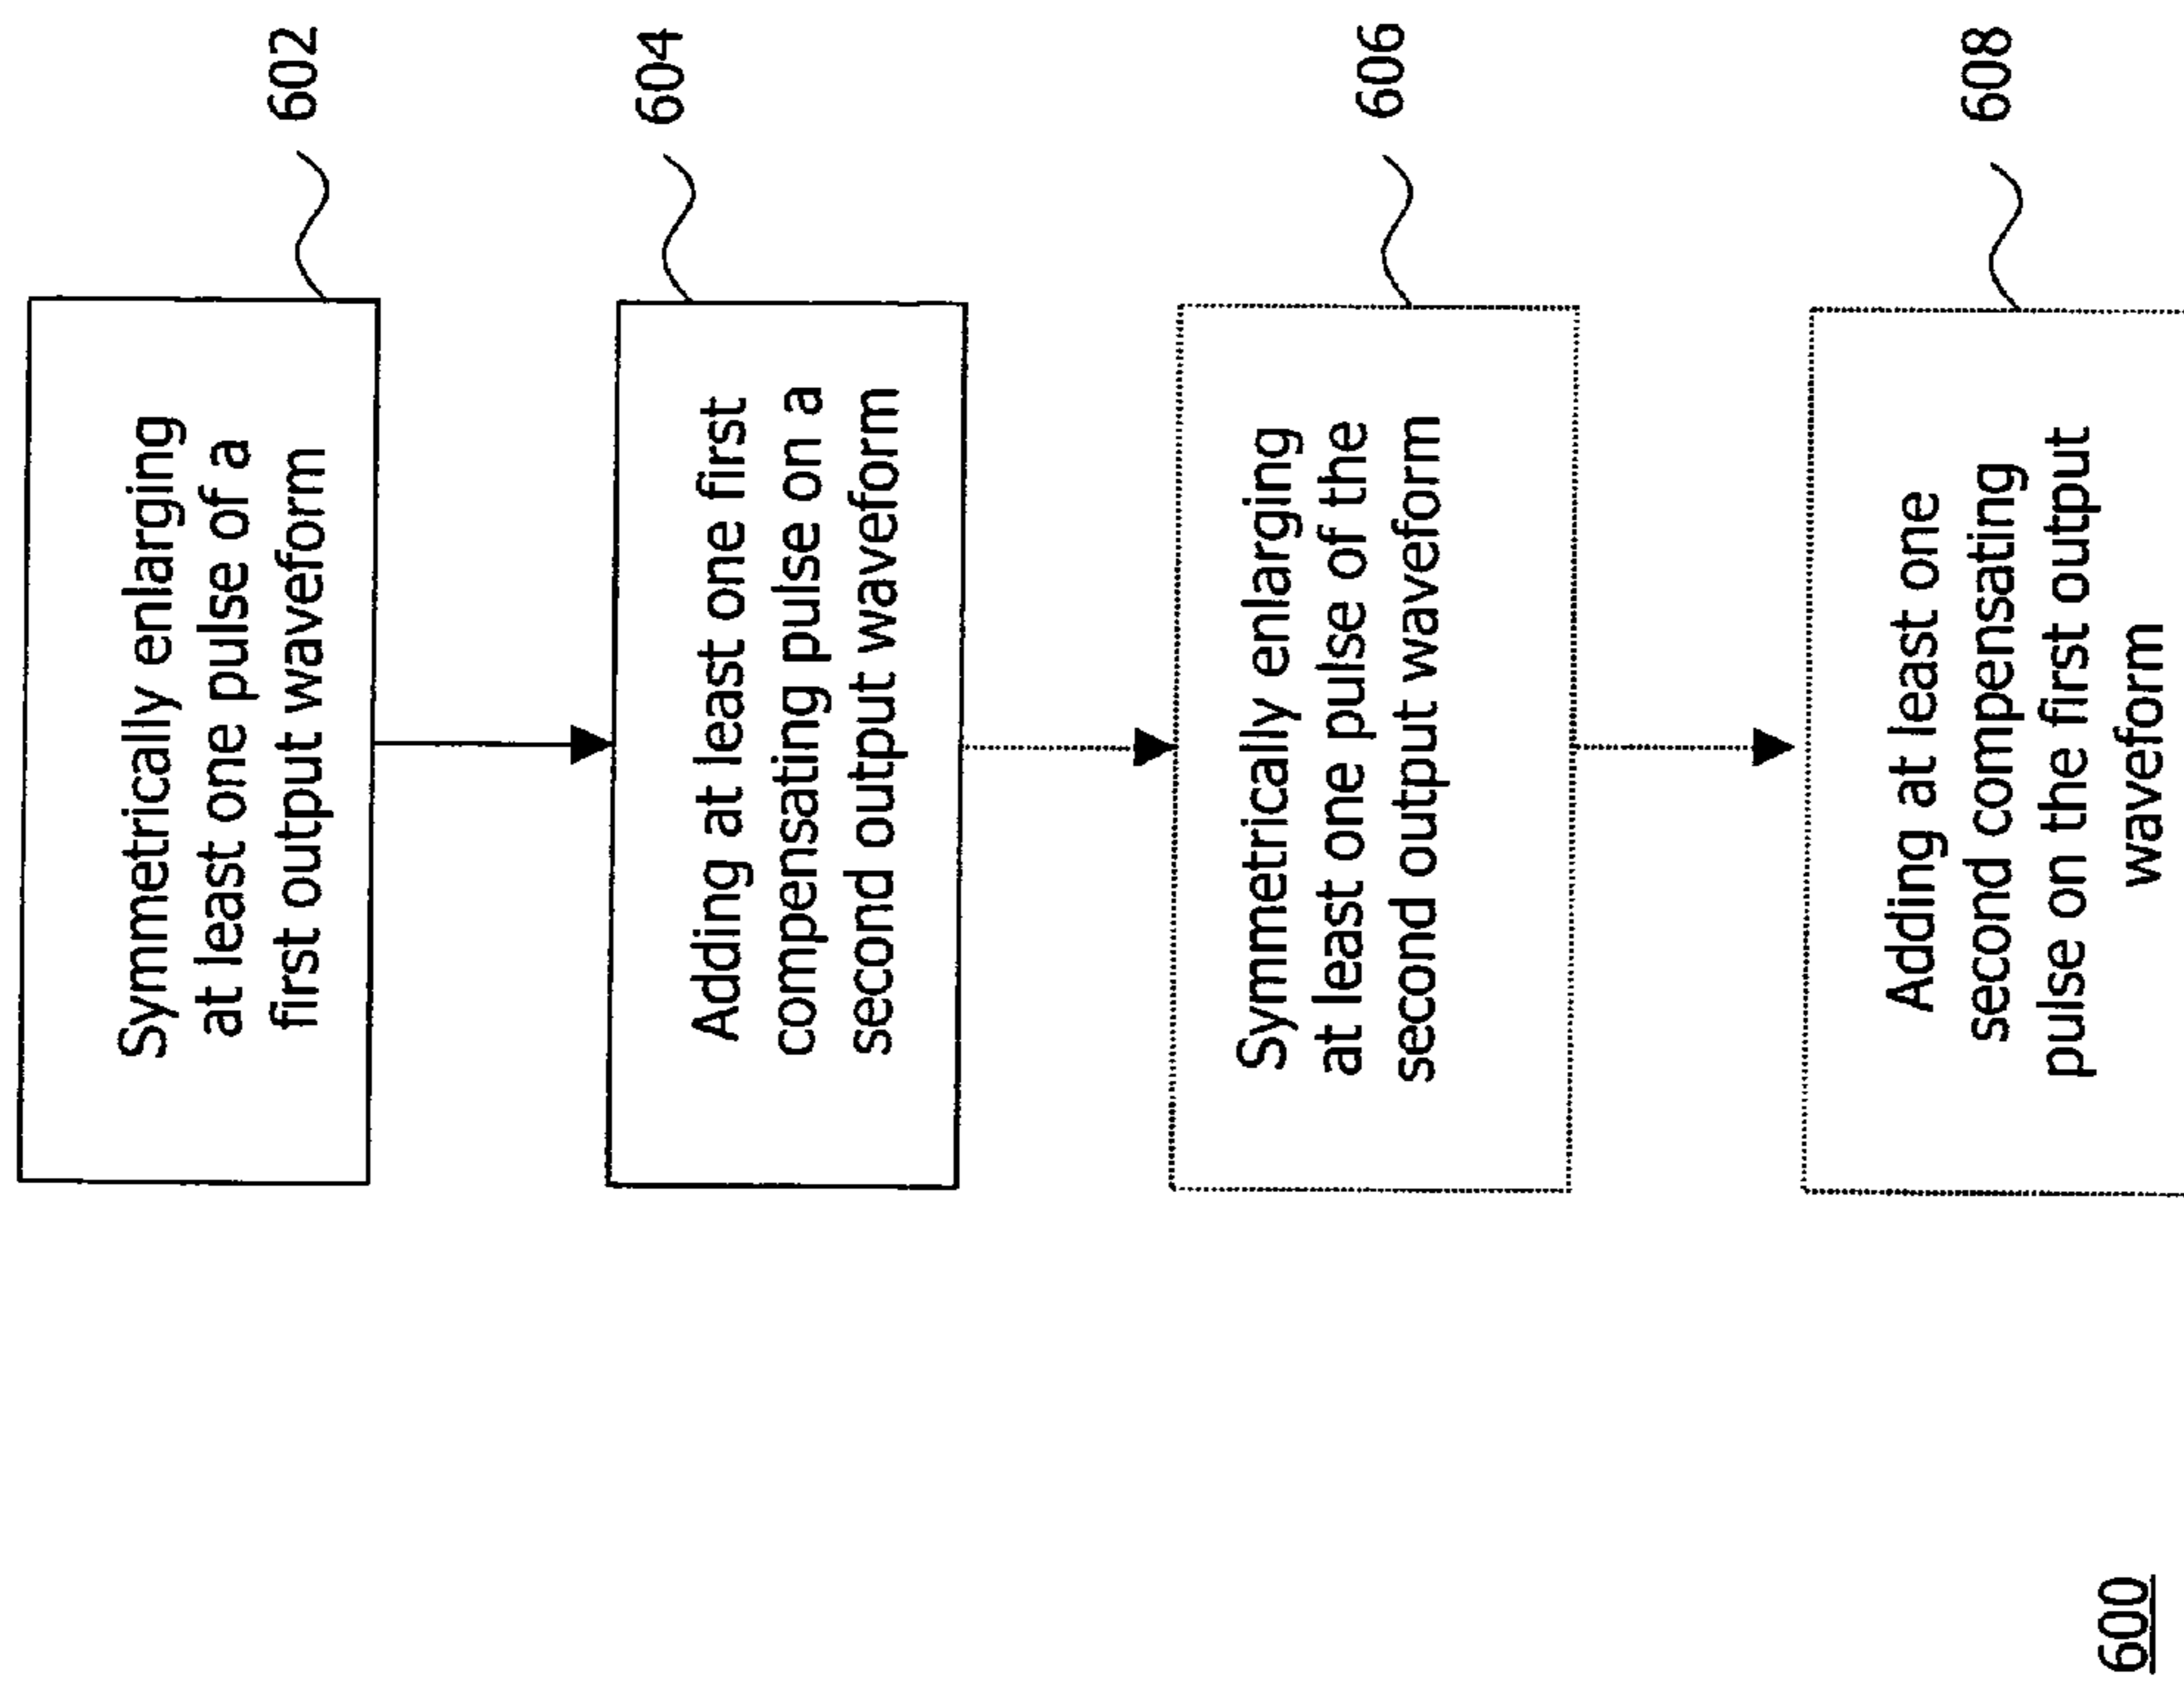 602
Symmetrically enlarging
at least one pulse of a
first output waveform
604
Adding at least one first
compensating pulse on a
second output waveform
606
Symmetrically enlarging
at least one pulse of the
second output waveform
608
Adding at least one
second compensating
pulse on the first output
waveform
600